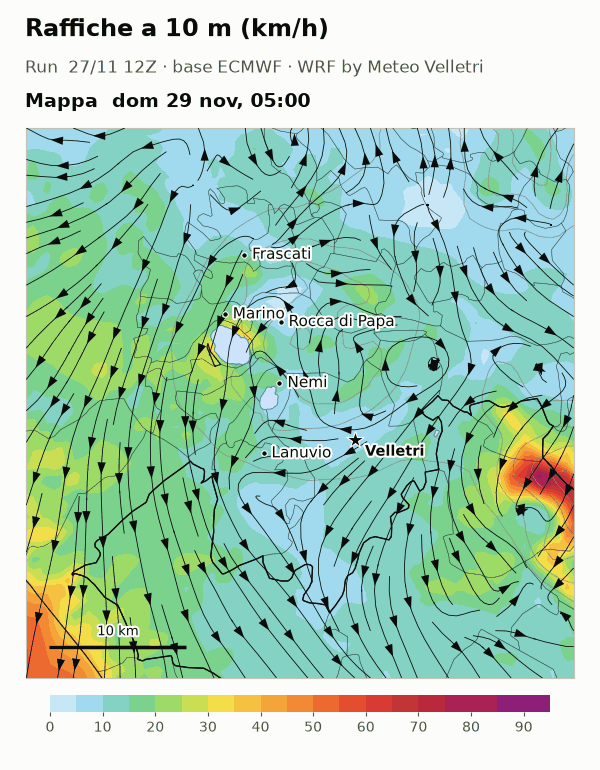 Raffiche a 10 m (km/h)
Run  27/11 12Z · base ECMWF · WRF by Meteo Velletri
Mappa  dom 29 nov, 05:00
Frascati
Marino
Rocca di Papa
Nemi
Velletri
Lanuvio
10 km
0 10 20 30 40 50 60 70 80 90